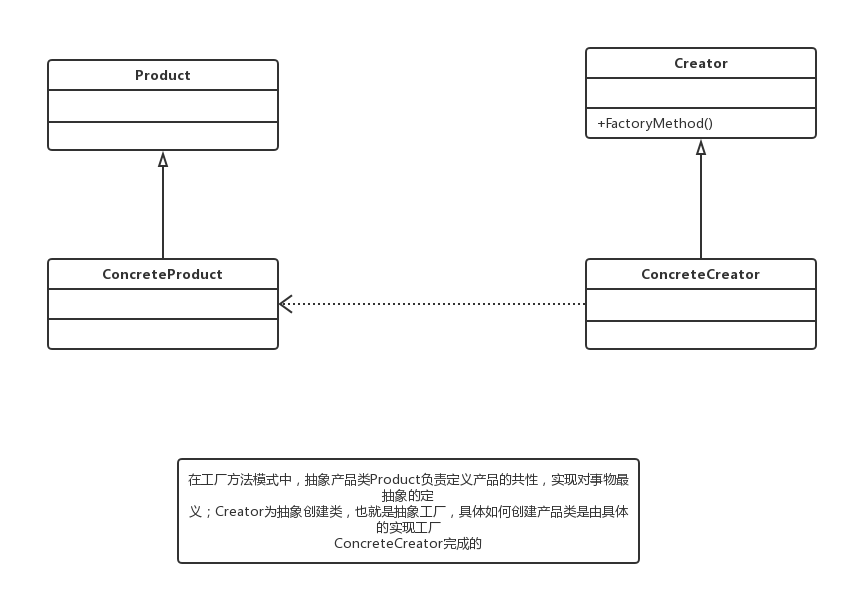 Product
Creator
+FactoryMethod()
ConcreteProduct
ConcreteCreator
在工厂方法模式中，抽象产品类Product负责定义产品的共性，实现对事物最
抽象的定
义；Creator为抽象创建类，也就是抽象工厂，具体如何创建产品类是由具体
的实现工厂
ConcreteCreator完成的